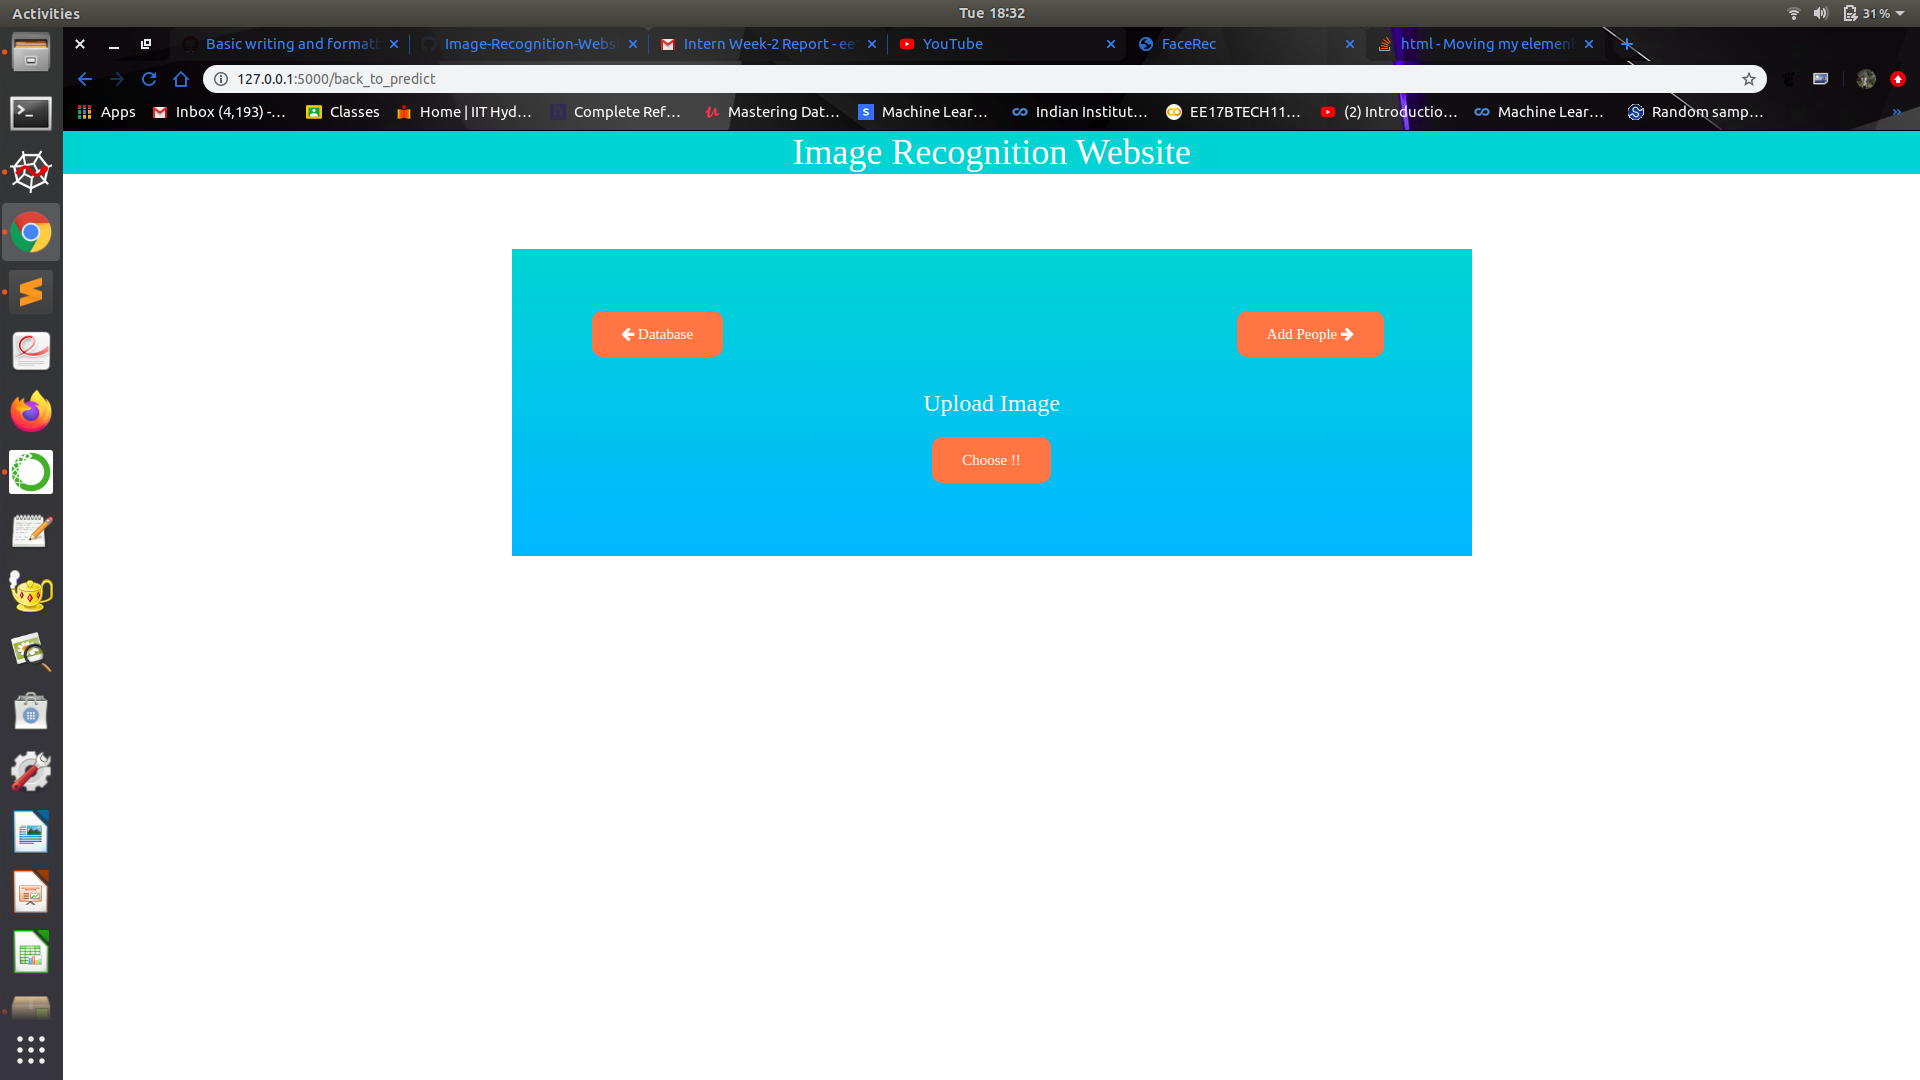 Activities
Tue 18:32
31 %
Basic writing and formatt
Image-Recognition-Websi
Intern Week-2 Report - ee
YouTube
FaceRec
html - Moving my element
127.0.0.1:5000/back_to_predict
Apps
Inbox (4,193) -...
Classes
Home | IIT Hyd...
Complete Ref...
Mastering Dat...
Machine Lear...
Indian Institut...
EE17BTECH11...
(2) Introductio...
Machine Lear...
Random samp...
»
Image Recognition Website
Database
Add People
Upload Image
Choose !!